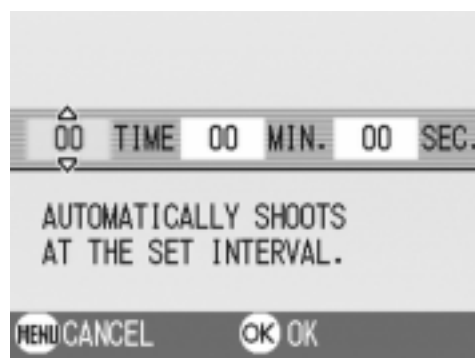 00 TIME 00 MIN. 00 SEC.
AUTOMATICALLY SHOOTS
AT THE SET INTERVAL.
MENU CANCEL OK OK